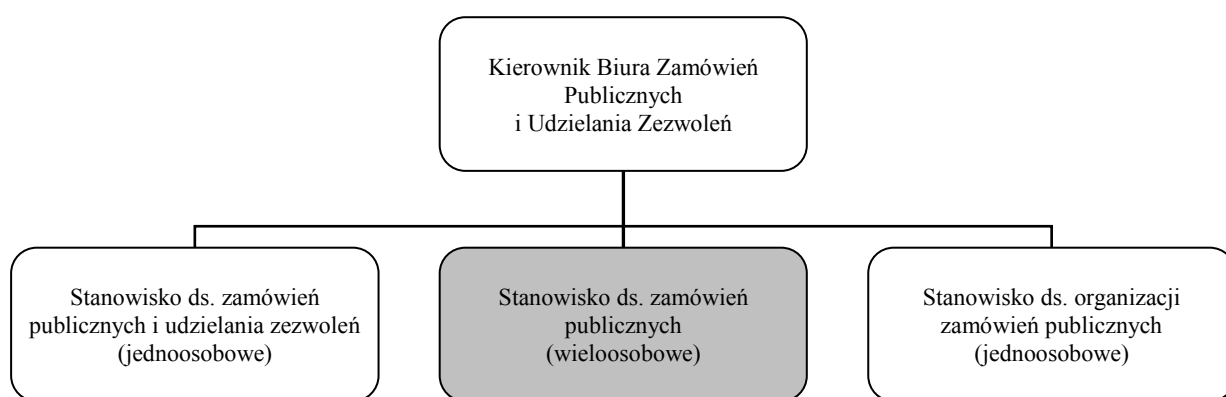 Kierownik Biura Zamówień
Publicznych
i Udzielania Zezwoleń
Stanowisko ds. zamówień
publicznych i udzielania zezwoleń
(jednoosobowe)
Stanowisko ds. zamówień
publicznych
(wieloosobowe)
Stanowisko ds. organizacji
zamówień publicznych
(jednoosobowe)